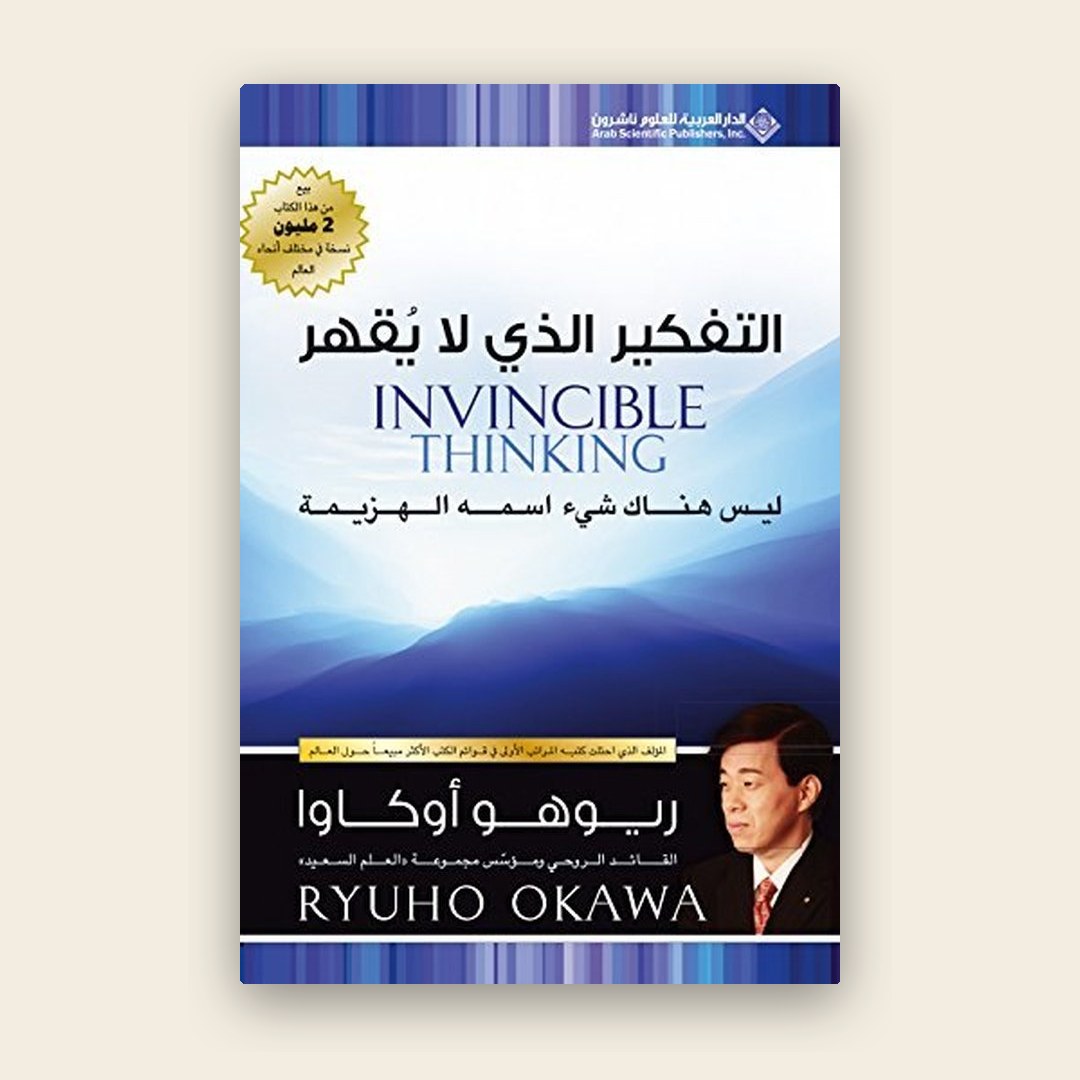 الدار العربية للعلوم ناشرون
Arab Scientific Publishers, Inc.
بيع
من هذا الكتاب
2 مليون
نسخة في مختلف أنحاء
العالم
التفكير الذي لا يُقهر
INVINCIBLE
THINKING
ليس هناك شيء اسمه الهزيمة
المؤلف الذي احتلت كتبه المراتب الأولى في قوائم الكتب الأكثر مبيعاً حول العالم
ريوهو أوكاوا
القائد الروحي ومؤسّس مجموعة «العلم السعيد»
RYUHO OKAWA